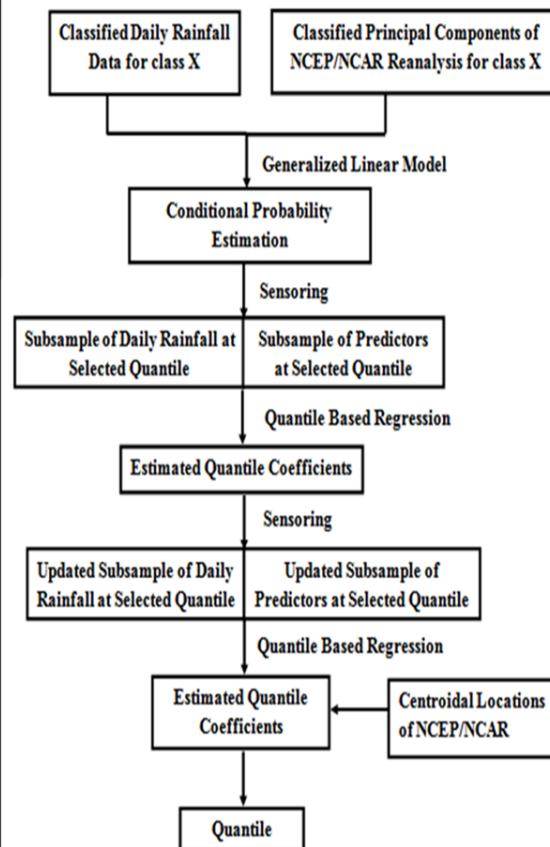 Classified Daily Rainfall
Data for class X
Classified Principal Components of
NCEP/NCAR Reanalysis for class X
Generalized Linear Model
Conditional Probability
Estimation
Sensoring
Subsample of Daily Rainfall at
Selected Quantile
Subsample of Predictors
at Selected Quantile
Quantile Based Regression
Estimated Quantile Coefficients
Sensoring
Updated Subsample of Daily
Rainfall at Selected Quantile
Updated Subsample of
Predictors at Selected Quantile
Quantile Based Regression
Estimated Quantile
Coefficients
Centroidal Locations
of NCEP/NCAR
Quantile